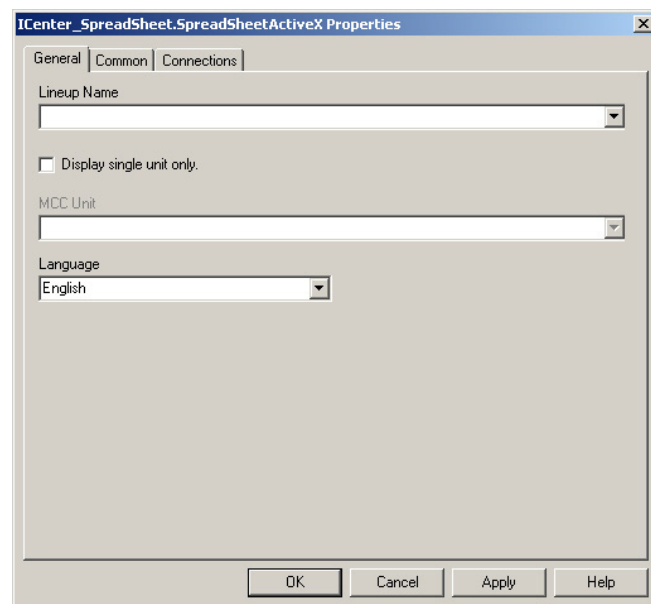 ICenter_SpreadSheet.SpreadSheetActiveX Properties
General Common Connections
Lineup Name
Display single unit only.
MCC Unit
Language
English
OK Cancel Apply Help